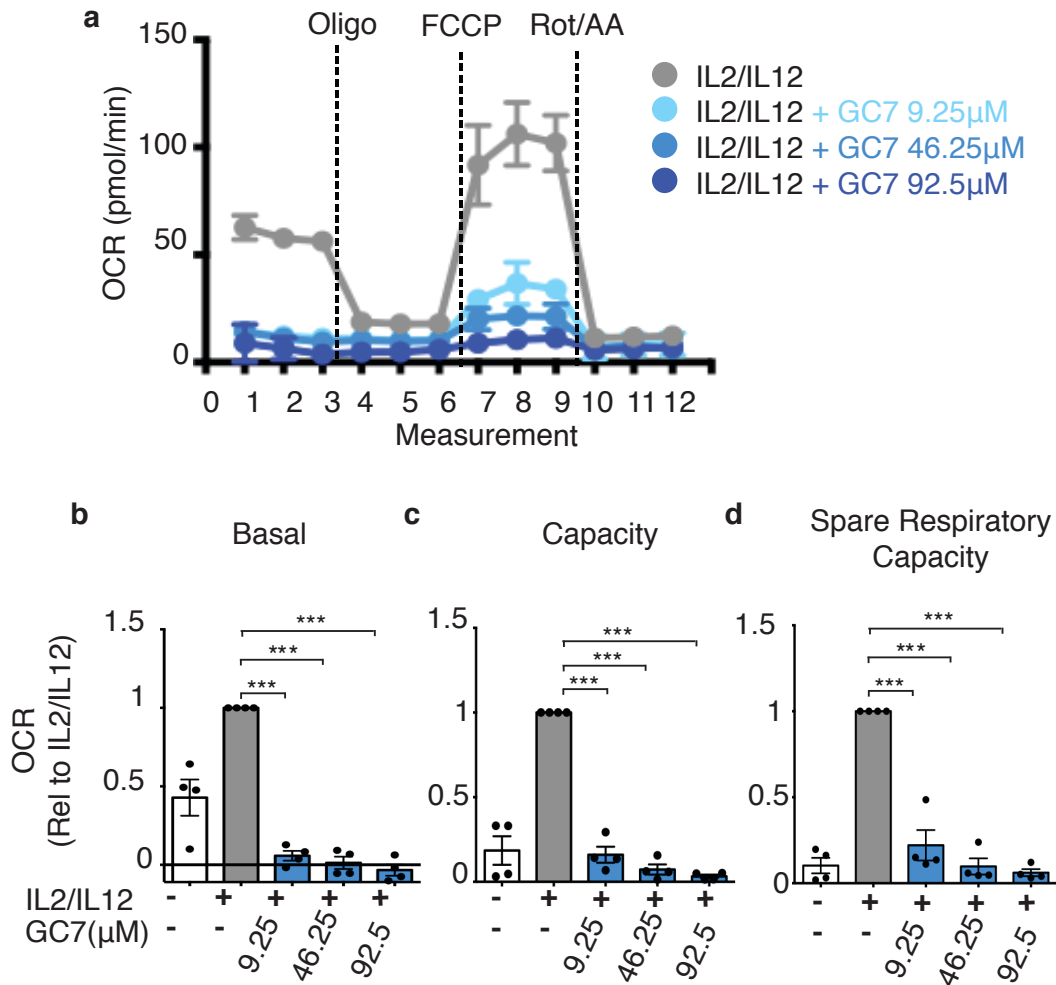 a
150
100
50
0
OCR (pmol/min)
Oligo
FCCP
Rot/AA
IL2/IL12
IL2/IL12 + GC7 9.25µM
IL2/IL12 + GC7 46.25µM
IL2/IL12 + GC7 92.5µM
0 1 2 3 4 5 6 7 8 9 10 11 12
Measurement
b
Basal
OCR
(Rel to IL2/IL12)
1.5
1
0.5
0
***
***
***
IL2/IL12 - + + + +
GC7(µM) - - 9.25 46.25 92.5
c
Capacity
1.5
1
0.5
0
***
***
***
- + + + +
- - 9.25 46.25 92.5
d
Spare Respiratory
Capacity
1.5
1
0.5
0
***
***
***
- + + + +
- - 9.25 46.25 92.5